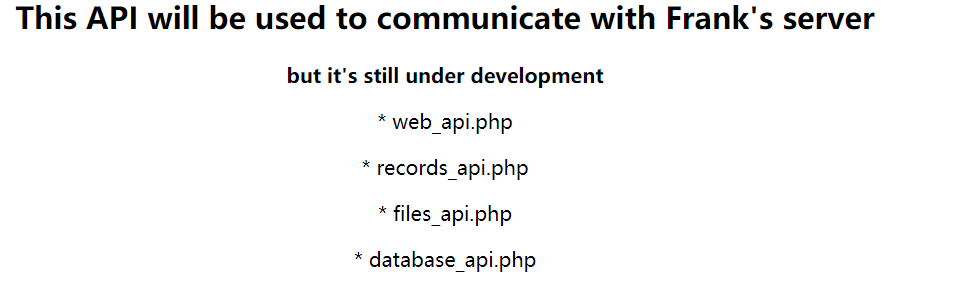 This API will be used to communicate with Frank's server
but it's still under development
* web_api.php
* records_api.php
* files_api.php
* database_api.php